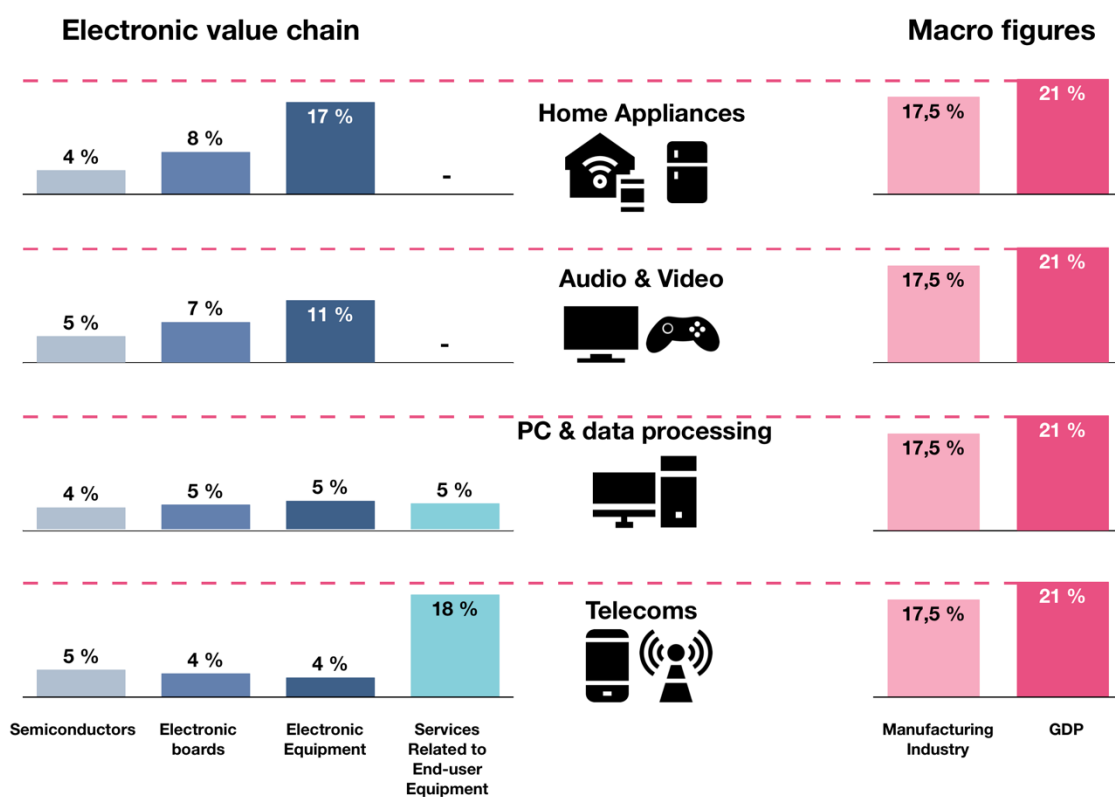 Electronic value chain
Macro figures
4 %
8 %
17 %
-
Home Appliances
17,5 %
21 %
5 %
7 %
11 %
-
Audio & Video
17,5 %
21 %
4 %
5 %
5 %
5 %
PC & data processing
17,5 %
21 %
5 %
4 %
4 %
18 %
Telecoms
17,5 %
21 %
Semiconductors
Electronic
boards
Electronic
Equipment
Services
Related to
End-user
Equipment
Manufacturing
Industry
GDP